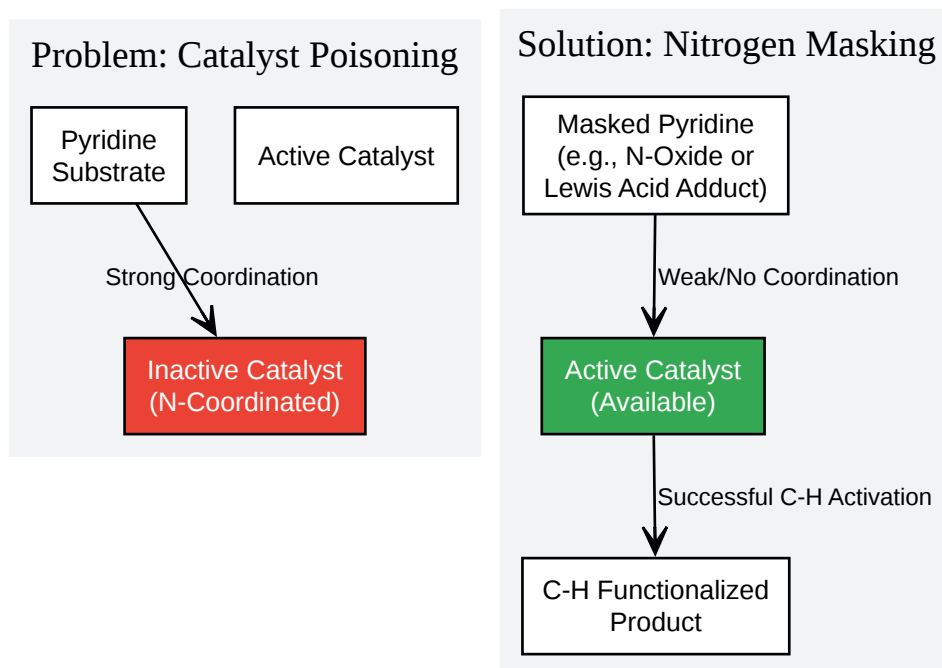 Problem: Catalyst Poisoning
Pyridine
Substrate
Active Catalyst
Strong Coordination
Inactive Catalyst
(N-Coordinated)
Solution: Nitrogen Masking
Masked Pyridine
(e.g., N-Oxide or
Lewis Acid Adduct)
Weak/No Coordination
Active Catalyst
(Available)
Successful C-H Activation
C-H Functionalized
Product